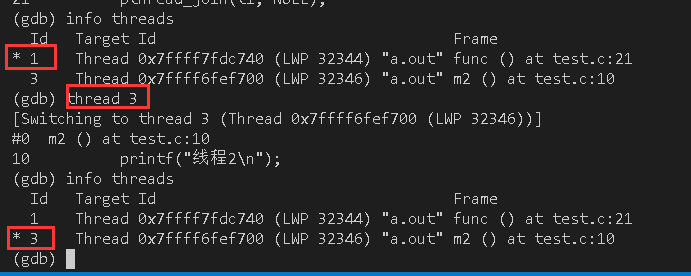 21 pthread_join(t1, NULL);
(gdb) info threads
Id Target Id Frame
* 1 Thread 0x7ffff7fdc740 (LWP 32344) "a.out" func () at test.c:21
3 Thread 0x7ffff6fef700 (LWP 32346) "a.out" m2 () at test.c:10
(gdb) thread 3
[Switching to thread 3 (Thread 0x7ffff6fef700 (LWP 32346))]
#0 m2 () at test.c:10
10 printf("线程2\n");
(gdb) info threads
Id Target Id Frame
1 Thread 0x7ffff7fdc740 (LWP 32344) "a.out" func () at test.c:21
* 3 Thread 0x7ffff6fef700 (LWP 32346) "a.out" m2 () at test.c:10
(gdb)